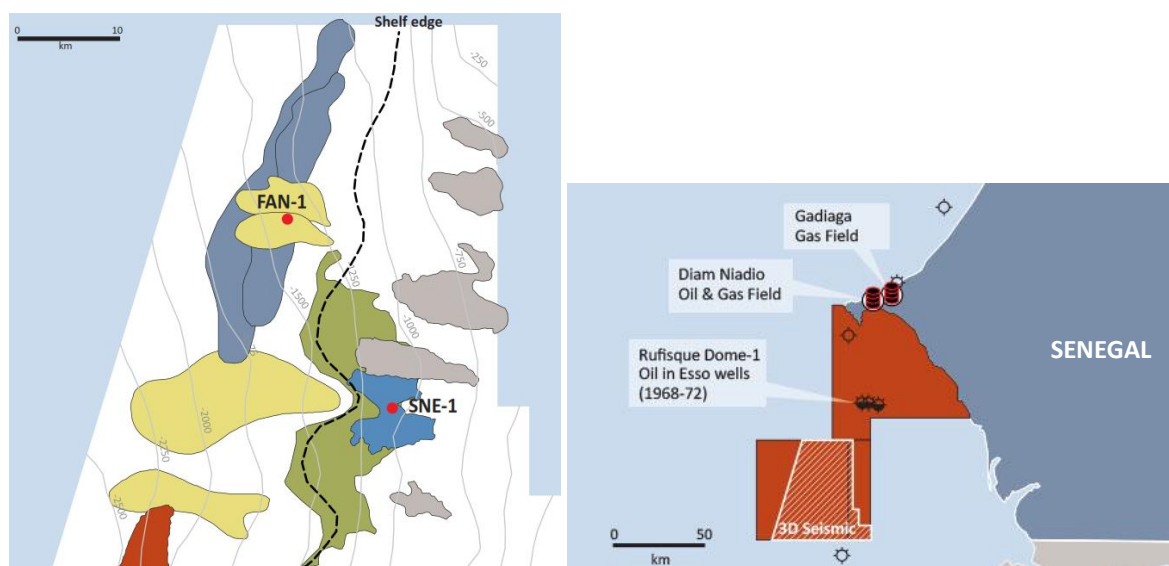 Shelf edge
0 10
km
-250
-500
FAN-1
-750
-1500
-1000
SNE-1
-2000
-2250
-2500
Gadiaga
Gas Field
Diam Niadio
Oil & Gas Field
SENEGAL
Rufisque Dome-1
Oil in Esso wells
(1968-72)
3D Seismic
0 50
km